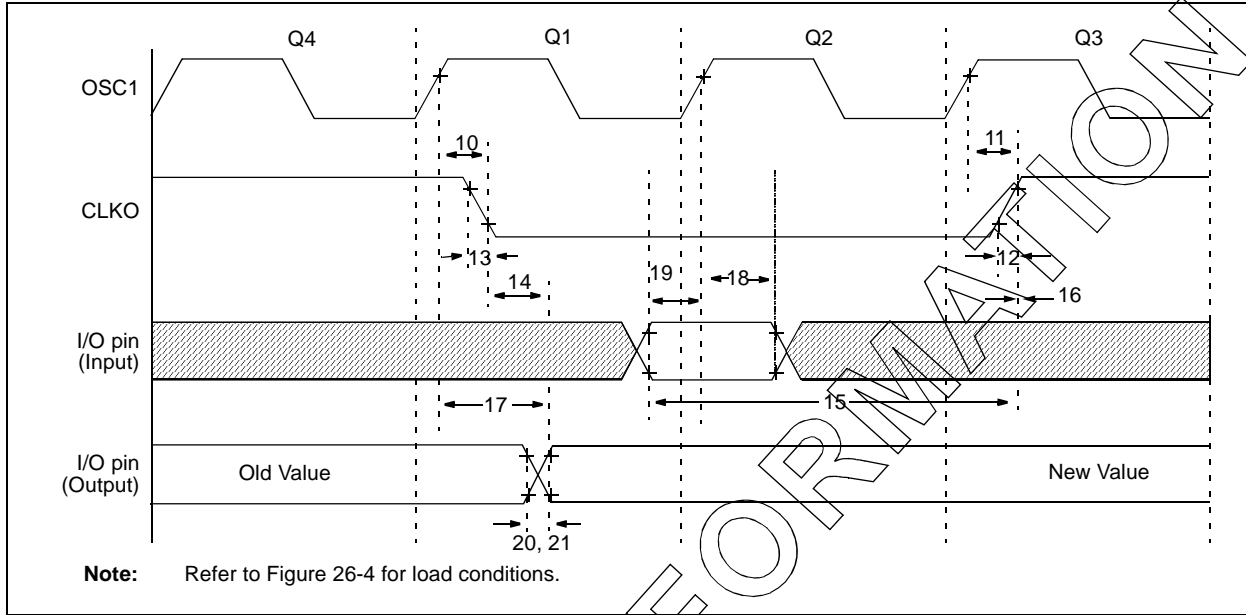 Q4 Q1 Q2 Q3
OSC1
10 11
CLKO
13 12
14 19 18 16
I/O pin
(Input)
17 15
I/O pin
(Output)
Old Value New Value
20, 21
Note: Refer to Figure 26-4 for load conditions.
FORMATION